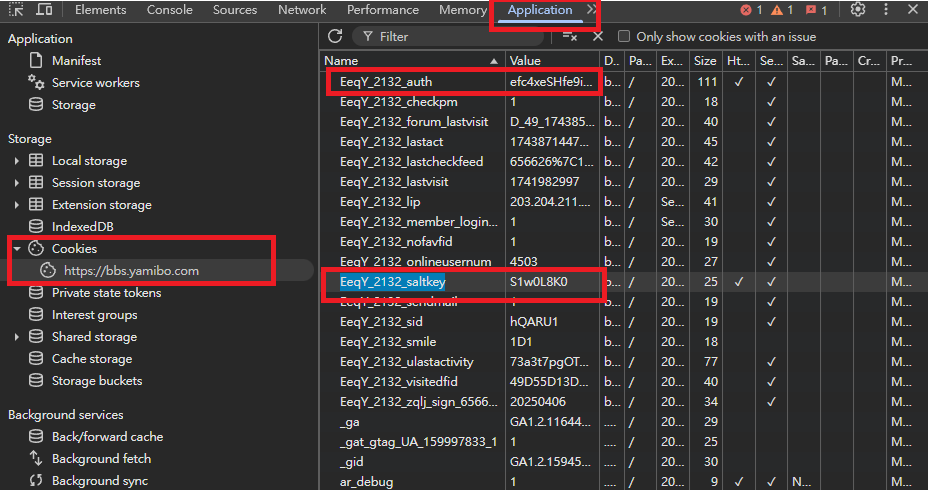 Elements Console Sources Network Performance Memory Application
1 1 1
Application
Manifest
Service workers
Storage
Storage
Local storage
Session storage
Extension storage
IndexedDB
Cookies
https://bbs.yamibo.com
Private state tokens
Interest groups
Shared storage
Cache storage
Storage buckets
Background services
Back/forward cache
Background fetch
Background sync
Filter Only show cookies with an issue
Name Value D.. Pa... Ex... Size Ht... Se... Sa... Pa... Cr... Pr...
EeqY_2132_auth efc4xeSHfe9i... b... / 20... 111 ✓ ✓ M...
EeqY_2132_checkpm 1 b... / 20... 18 ✓ M...
EeqY_2132_forum_lastvisit D_49_174385... b... / 20... 40 ✓ M...
EeqY_2132_lastact 1743871447... b... / 20... 45 ✓ M...
EeqY_2132_lastcheckfeed 656626%7C1... b... / 20... 42 ✓ M...
EeqY_2132_lastvisit 1741982997 b... / 20... 29 ✓ M...
EeqY_2132_lip 203.204.211.... b... / Se... 41 ✓ M...
EeqY_2132_member_login... 1 b... / Se... 30 ✓ M...
EeqY_2132_nofavfid 1 b... / 20... 19 ✓ M...
EeqY_2132_onlineusernum 4503 b... / 20... 27 ✓ M...
EeqY_2132_saltkey S1w0L8K0 b... / 20... 25 ✓ ✓ M...
EeqY_2132_sendmail 1 b... / 20... 19 ✓ M...
EeqY_2132_sid hQARU1 b... / 20... 19 ✓ M...
EeqY_2132_smile 1D1 b... / 20... 18 M...
EeqY_2132_ulastactivity 73a3t7pgOT... b... / 20... 77 ✓ M...
EeqY_2132_visitedfid 49D55D13D... b... / 20... 40 ✓ M...
EeqY_2132_zqlj_sign_6566... 20250406 b... / 20... 34 ✓ M...
_ga GA1.2.11644... .... / 20... 29 M...
_gat_gtag_UA_159997833_1 1 .... / 20... 25 M...
_gid GA1.2.15945... .... / 20... 30 M...
ar_debug 1 .... / 20... 9 ✓ ✓ N... M...